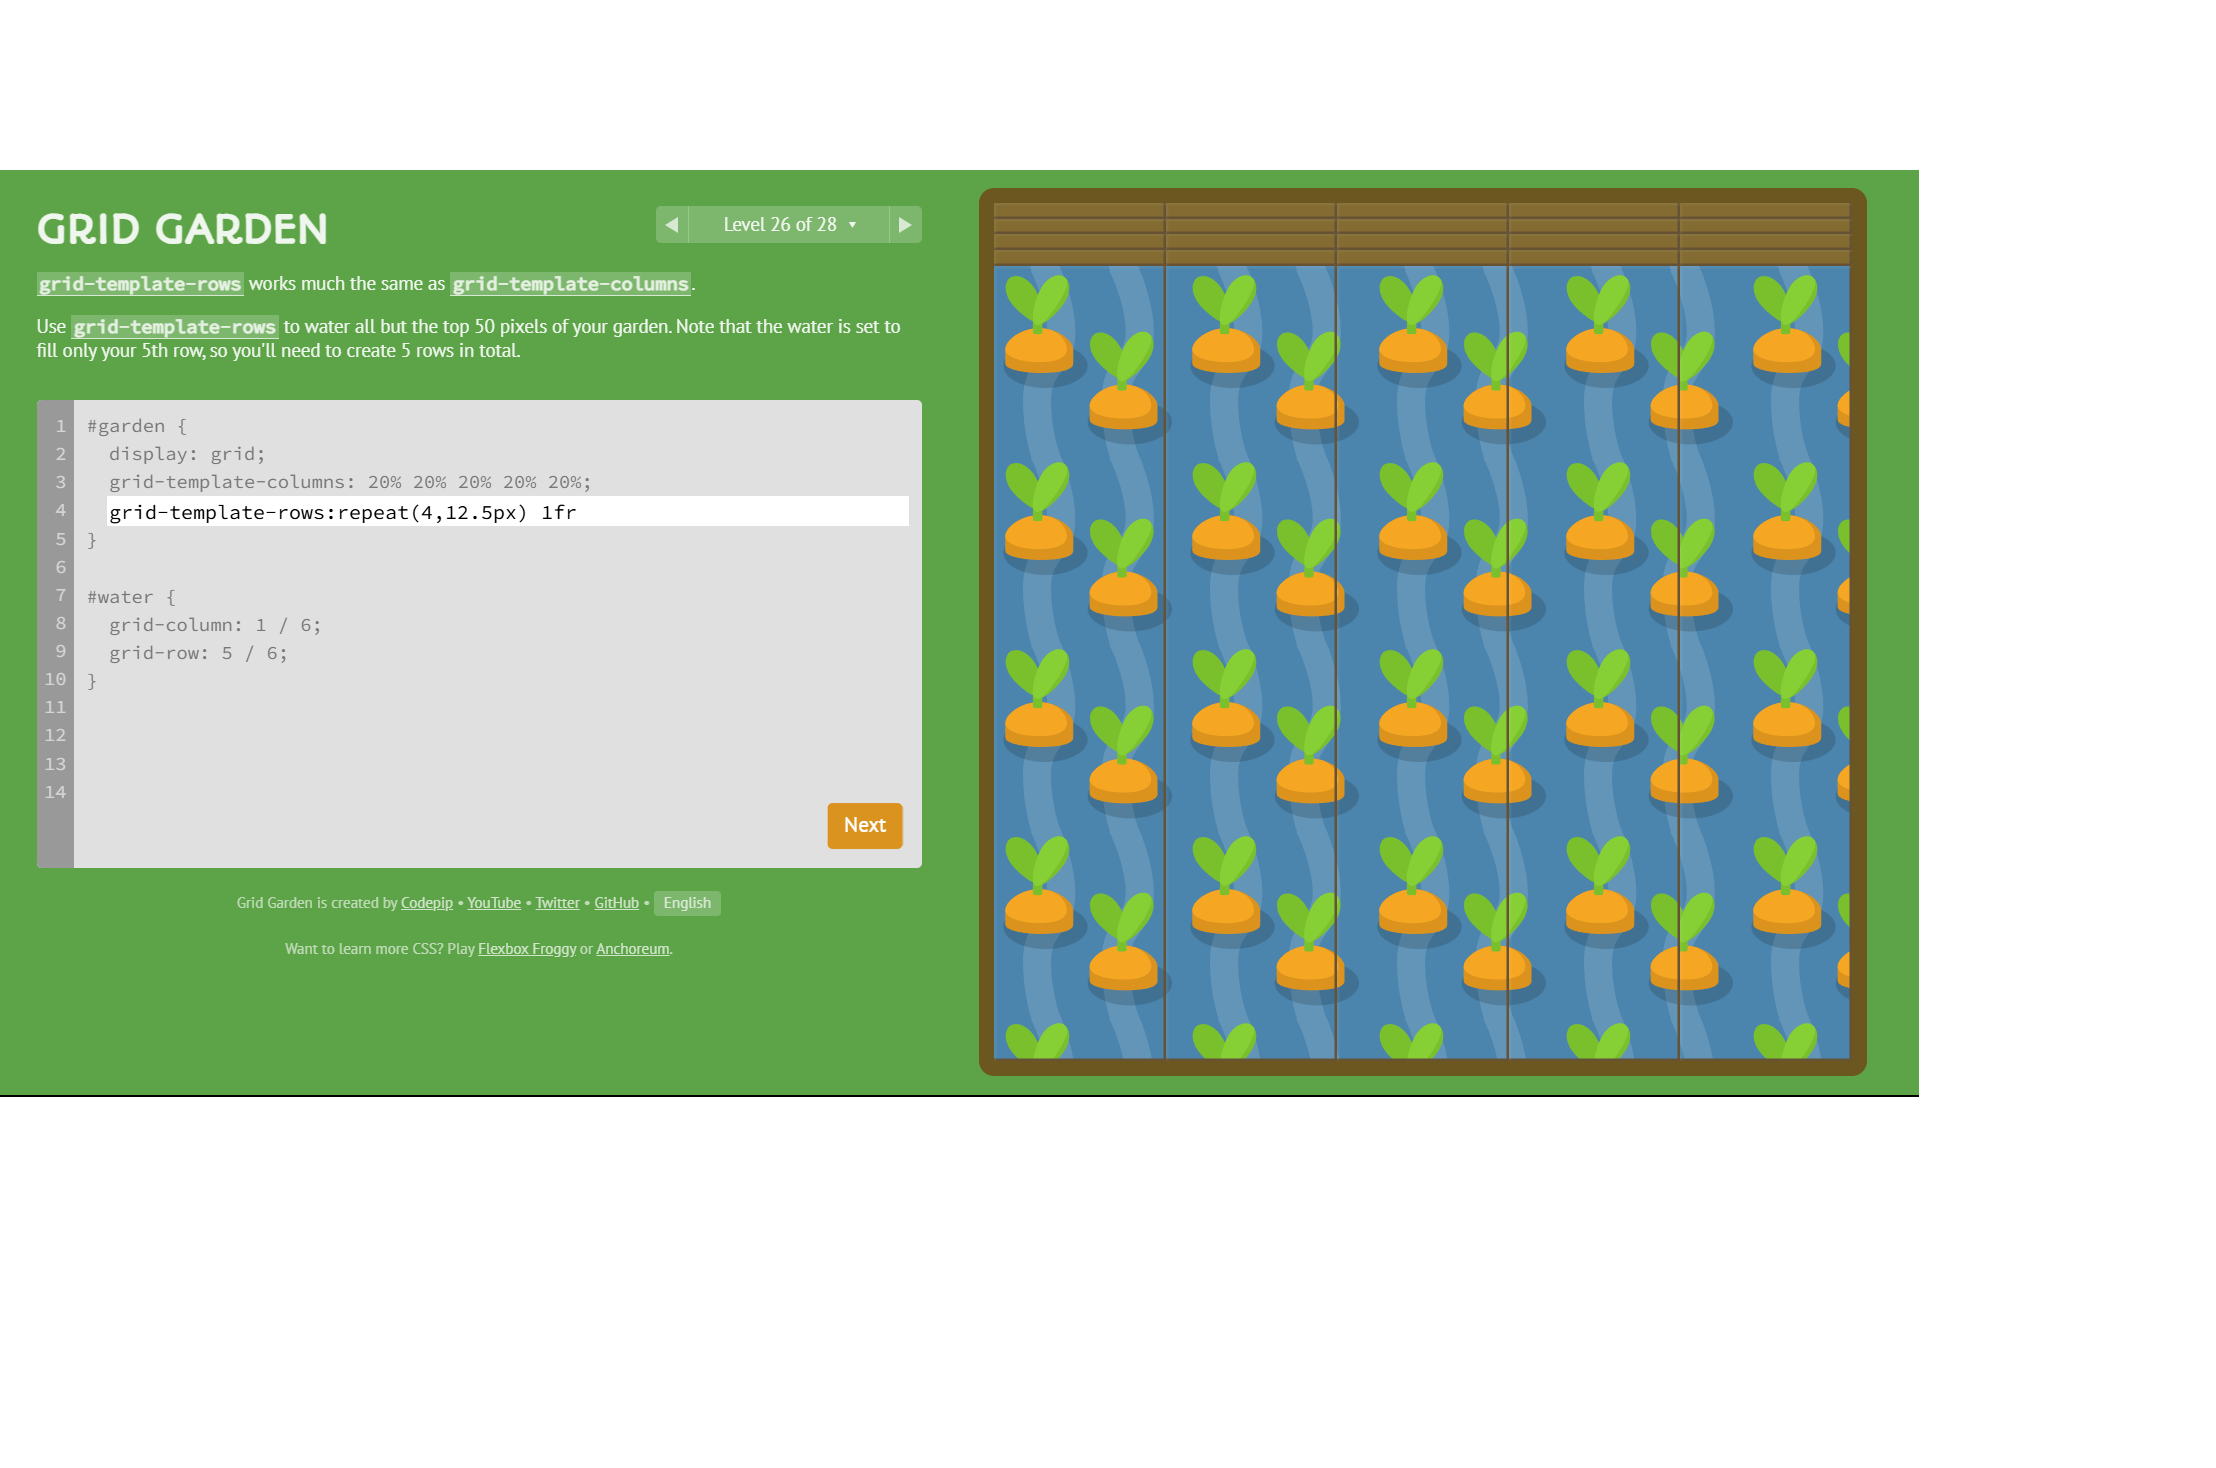 GRID GARDEN
◀ Level 26 of 28 ▼ ▶
grid-template-rows works much the same as grid-template-columns.
Use grid-template-rows to water all but the top 50 pixels of your garden. Note that the water is set to
fill only your 5th row, so you'll need to create 5 rows in total.
1 #garden {
2 display: grid;
3 grid-template-columns: 20% 20% 20% 20% 20%;
4 grid-template-rows:repeat(4,12.5px) 1fr
5 }
6
7 #water {
8 grid-column: 1 / 6;
9 grid-row: 5 / 6;
10 }
11
12
13
14
Next
Grid Garden is created by Codepip • YouTube • Twitter • GitHub • English
Want to learn more CSS? Play Flexbox Froggy or Anchoreum.